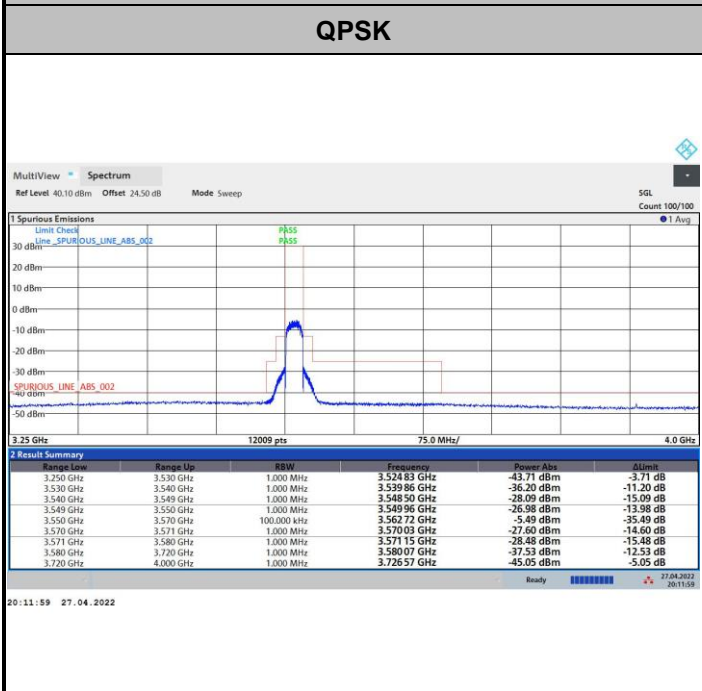 QPSK
MultiView Spectrum
Ref Level 40.10 dBm Offset 24.50 dB Mode Sweep SGL
Count 100/100
1 Spurious Emissions 1 Avg
Limit Check PASS
Line _SPURIOUS_LINE_ABS_002 PASS
30 dBm
20 dBm
10 dBm
0 dBm
-10 dBm
-20 dBm
-30 dBm
SPURIOUS_LINE_ABS_002
-40 dBm
-50 dBm
3.25 GHz 12009 pts 75.0 MHz/ 4.0 GHz
2 Result Summary
Range Low Range Up RBW Frequency Power Abs ΔLimit
3.250 GHz 3.530 GHz 1.000 MHz 3.524 83 GHz -43.71 dBm -3.71 dB
3.530 GHz 3.540 GHz 1.000 MHz 3.539 86 GHz -36.20 dBm -11.20 dB
3.540 GHz 3.549 GHz 1.000 MHz 3.548 50 GHz -28.09 dBm -15.09 dB
3.549 GHz 3.550 GHz 1.000 MHz 3.549 96 GHz -26.98 dBm -13.98 dB
3.550 GHz 3.570 GHz 100.000 kHz 3.562 72 GHz -5.49 dBm -35.49 dB
3.570 GHz 3.571 GHz 1.000 MHz 3.570 03 GHz -27.60 dBm -14.60 dB
3.571 GHz 3.580 GHz 1.000 MHz 3.571 15 GHz -28.48 dBm -15.48 dB
3.580 GHz 3.720 GHz 1.000 MHz 3.580 07 GHz -37.53 dBm -12.53 dB
3.720 GHz 4.000 GHz 1.000 MHz 3.726 57 GHz -45.05 dBm -5.05 dB
Ready 27.04.2022
20:11:59
20:11:59 27.04.2022